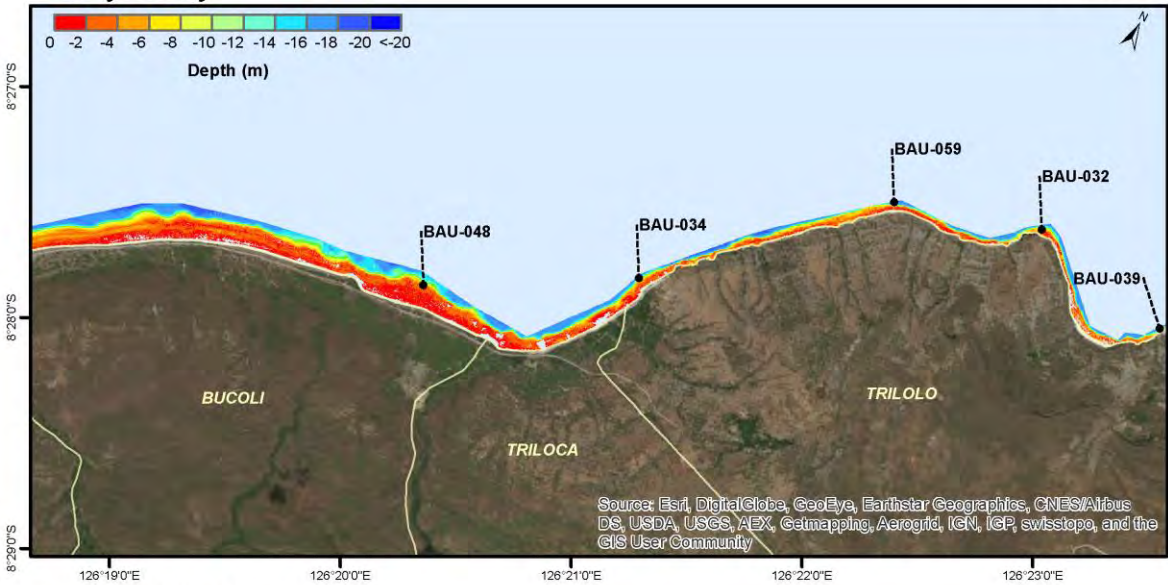 0 -2 -4 -6 -8 -10 -12 -14 -16 -18 -20 <-20
Depth (m)
N
8°27'0"S
8°28'0"S
8°29'0"S
BAU-059
BAU-032
BAU-048
BAU-034
BAU-039
BUCOLI
TRILOCA
TRILOLO
Source: Esri, DigitalGlobe, GeoEye, Earthstar Geographics, CNES/Airbus
DS, USDA, USGS, AEX, Getmapping, Aerogrid, IGN, IGP, swisstopo, and the
GIS User Community
126°19'0"E 126°20'0"E 126°21'0"E 126°22'0"E 126°23'0"E